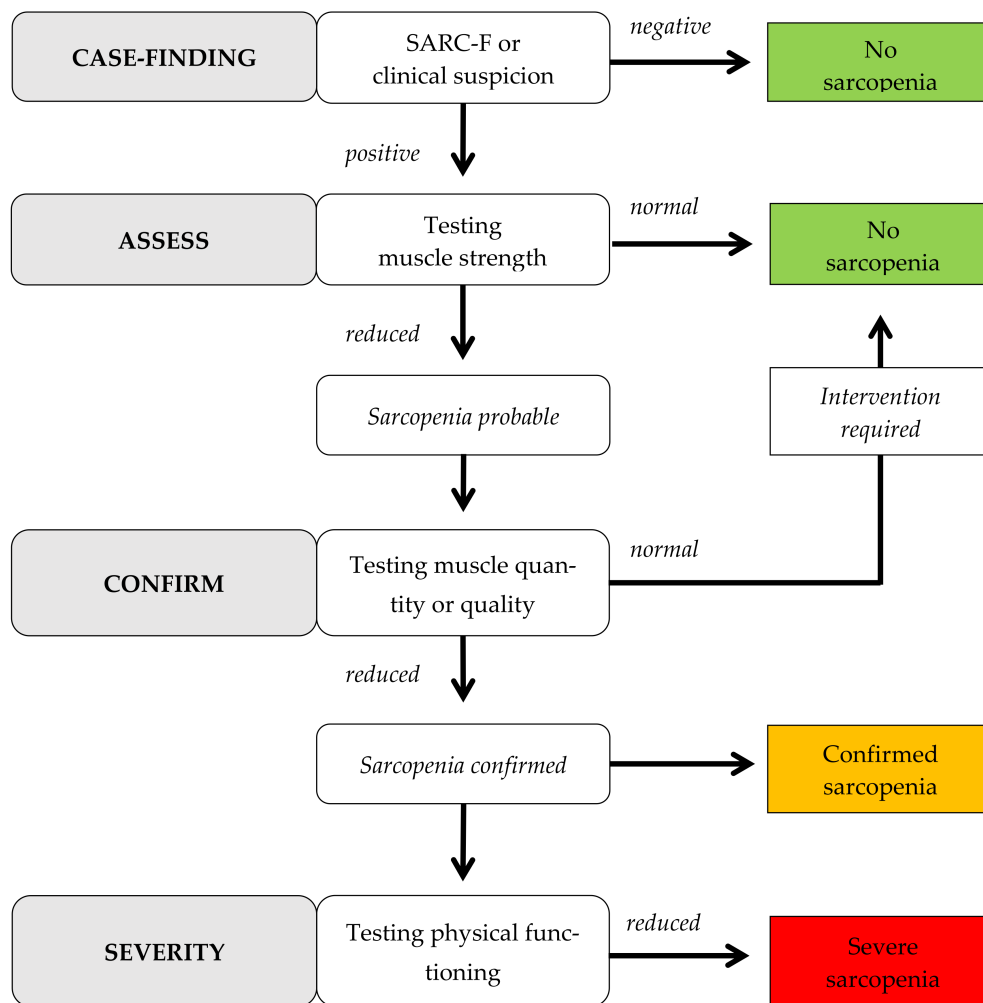 CASE-FINDING
SARC-F or
clinical suspicion
negative
No
sarcopenia
positive
ASSESS
Testing
muscle strength
normal
No
sarcopenia
reduced
Sarcopenia probable
Intervention
required
CONFIRM
Testing muscle quan-
tity or quality
normal
reduced
Sarcopenia confirmed
Confirmed
sarcopenia
SEVERITY
Testing physical func-
tioning
reduced
Severe
sarcopenia